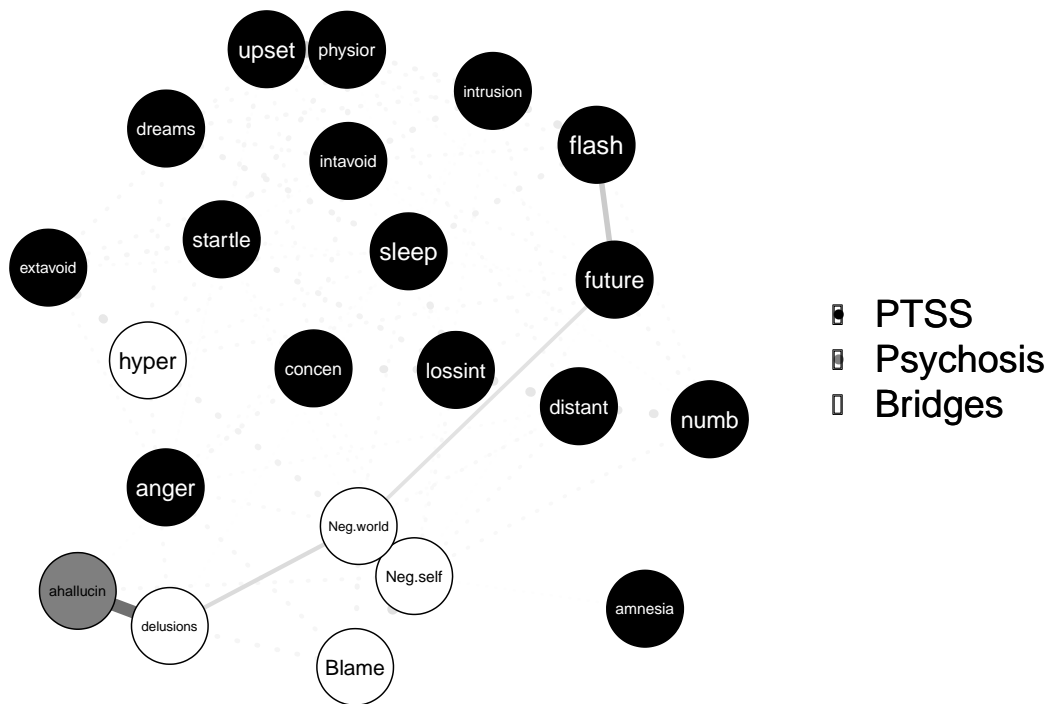 upset
physior
intrusion
dreams
flash
intavoid
startle
sleep
extavoid
future
hyper
concen
lossint
distant
numb
anger
Neg.world
Neg.self
ahallucin
delusions
amnesia
Blame
PTSS
Psychosis
Bridges